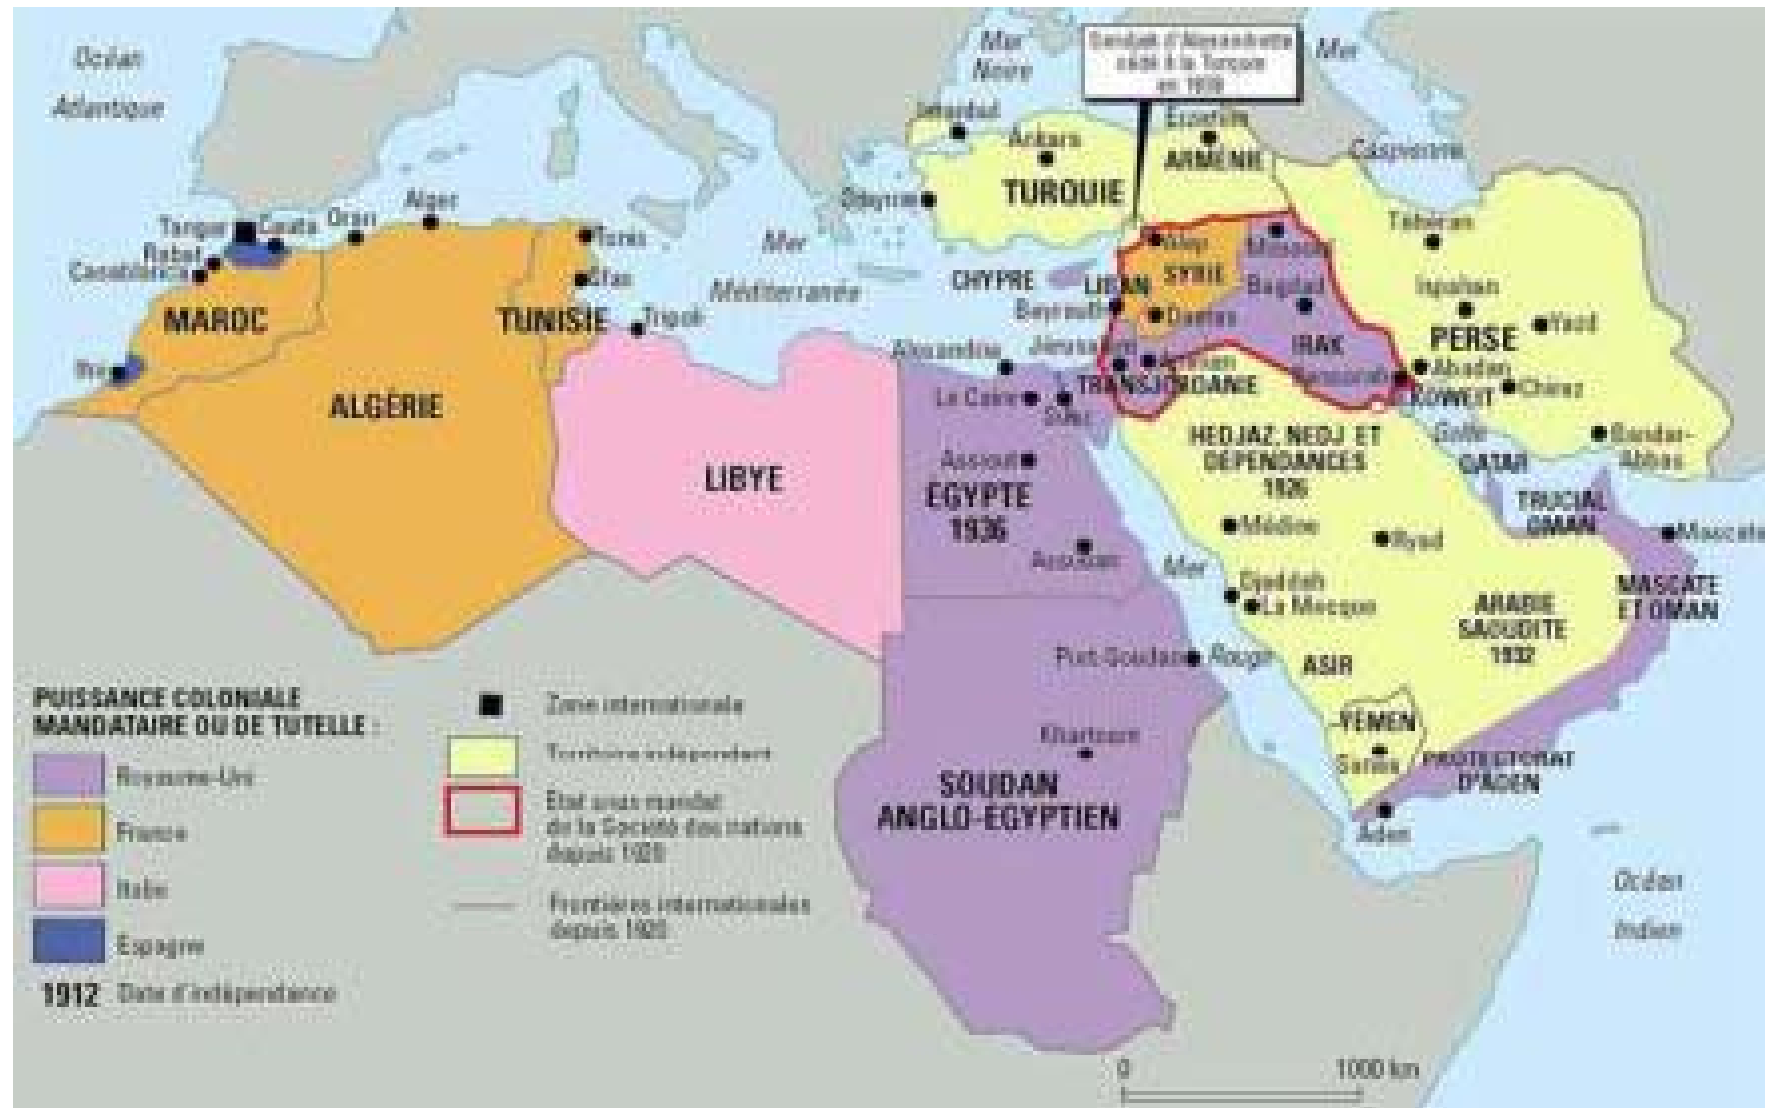 Océan
Atlantique
Mer
Noire
Sandjak d'Alexandrette
cédé à la Turquie
en 1939
Mer
Caspienne
Istanbul
Ankara
TURQUIE
ARMÉNIE
Tanger
Ceuta
Oran
Alger
Rabat
Casablanca
MAROC
Ifni
ALGÉRIE
Tunis
Sfax
TUNISIE
Tripoli
Mer
Méditerranée
LIBYE
CHYPRE
LIBAN
Beyrouth
Alep
SYRIE
Damas
Mossoul
Bagdad
IRAK
Téhéran
Ispahan
Yazd
PERSE
Abadan
Chiraz
KOWEIT
Bandar-
Abbas
Alexandrie
Jérusalem
Amman
TRANSJORDANIE
Le Caire
Suez
Assiout
ÉGYPTE
1936
Assouan
HEDJAZ, NEDJ ET
DÉPENDANCES
1926
Golfe
QATAR
TRUCIAL
OMAN
Mascate
Médine
Ryad
Mer
Rouge
Djeddah
La Mecque
MASCATE
ET OMAN
ARABIE
SAOUDITE
1932
ASIR
Port-Soudan
Khartoum
SOUDAN
ANGLO-ÉGYPTIEN
YÉMEN
Sanaa
PROTECTORAT
D'ADEN
Aden
Océan
Indien
PUISSANCE COLONIALE
MANDATAIRE OU DE TUTELLE :
Royaume-Uni
France
Italie
Espagne
1912 Date d'indépendance
Zone internationale
Territoire indépendant
État sous mandat
de la Société des nations
depuis 1920
Frontières internationales
depuis 1920
0 1000 km